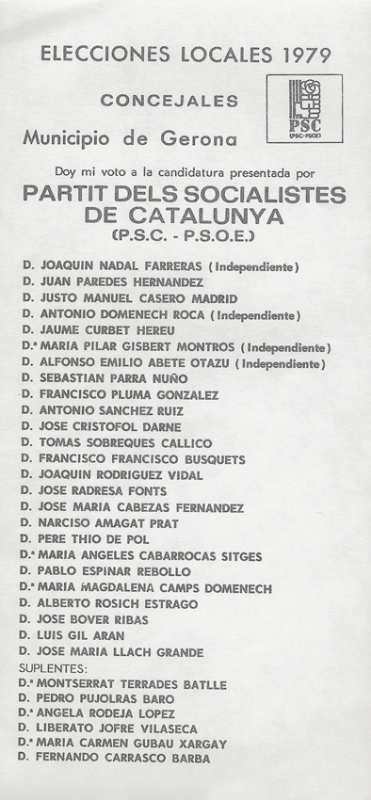 ELECCIONES LOCALES 1979
CONCEJALES
PSC
(PSC-PSOE)
Municipio de Gerona
Doy mi voto a la candidatura presentada por
PARTIT DELS SOCIALISTES
DE CATALUNYA
(P.S.C. - P.S.O.E.)
D. JOAQUIN NADAL FARRERAS (Independiente)
D. JUAN PAREDES HERNANDEZ
D. JUSTO MANUEL CASERO MADRID
D. ANTONIO DOMENECH ROCA (Independiente)
D. JAUME CURBET HEREU
D.ª MARIA PILAR GISBERT MONTROS (Independiente)
D. ALFONSO EMILIO ABETE OTAZU (Independiente)
D. SEBASTIAN PARRA NUÑO
D. FRANCISCO PLUMA GONZALEZ
D. ANTONIO SANCHEZ RUIZ
D. JOSE CRISTOFOL DARNE
D. TOMAS SOBREQUES CALLICO
D. FRANCISCO FRANCISCO BUSQUETS
D. JOAQUIN RODRIGUEZ VIDAL
D. JOSE RADRESA FONTS
D. JOSE MARIA CABEZAS FERNANDEZ
D. NARCISO AMAGAT PRAT
D. PERE THIO DE POL
D.ª MARIA ANGELES CABARROCAS SITGES
D. PABLO ESPINAR REBOLLO
D.ª MARIA MAGDALENA CAMPS DOMENECH
D. ALBERTO ROSICH ESTRAGO
D. JOSE BOVER RIBAS
D. LUIS GIL ARAN
D. JOSE MARIA LLACH GRANDE
SUPLENTES:
D.ª MONTSERRAT TERRADES BATLLE
D. PEDRO PUJOLRAS BARO
D.ª ANGELA RODEJA LOPEZ
D. LIBERATO JOFRE VILASECA
D.ª MARIA CARMEN GUBAU XARGAY
D. FERNANDO CARRASCO BARBA